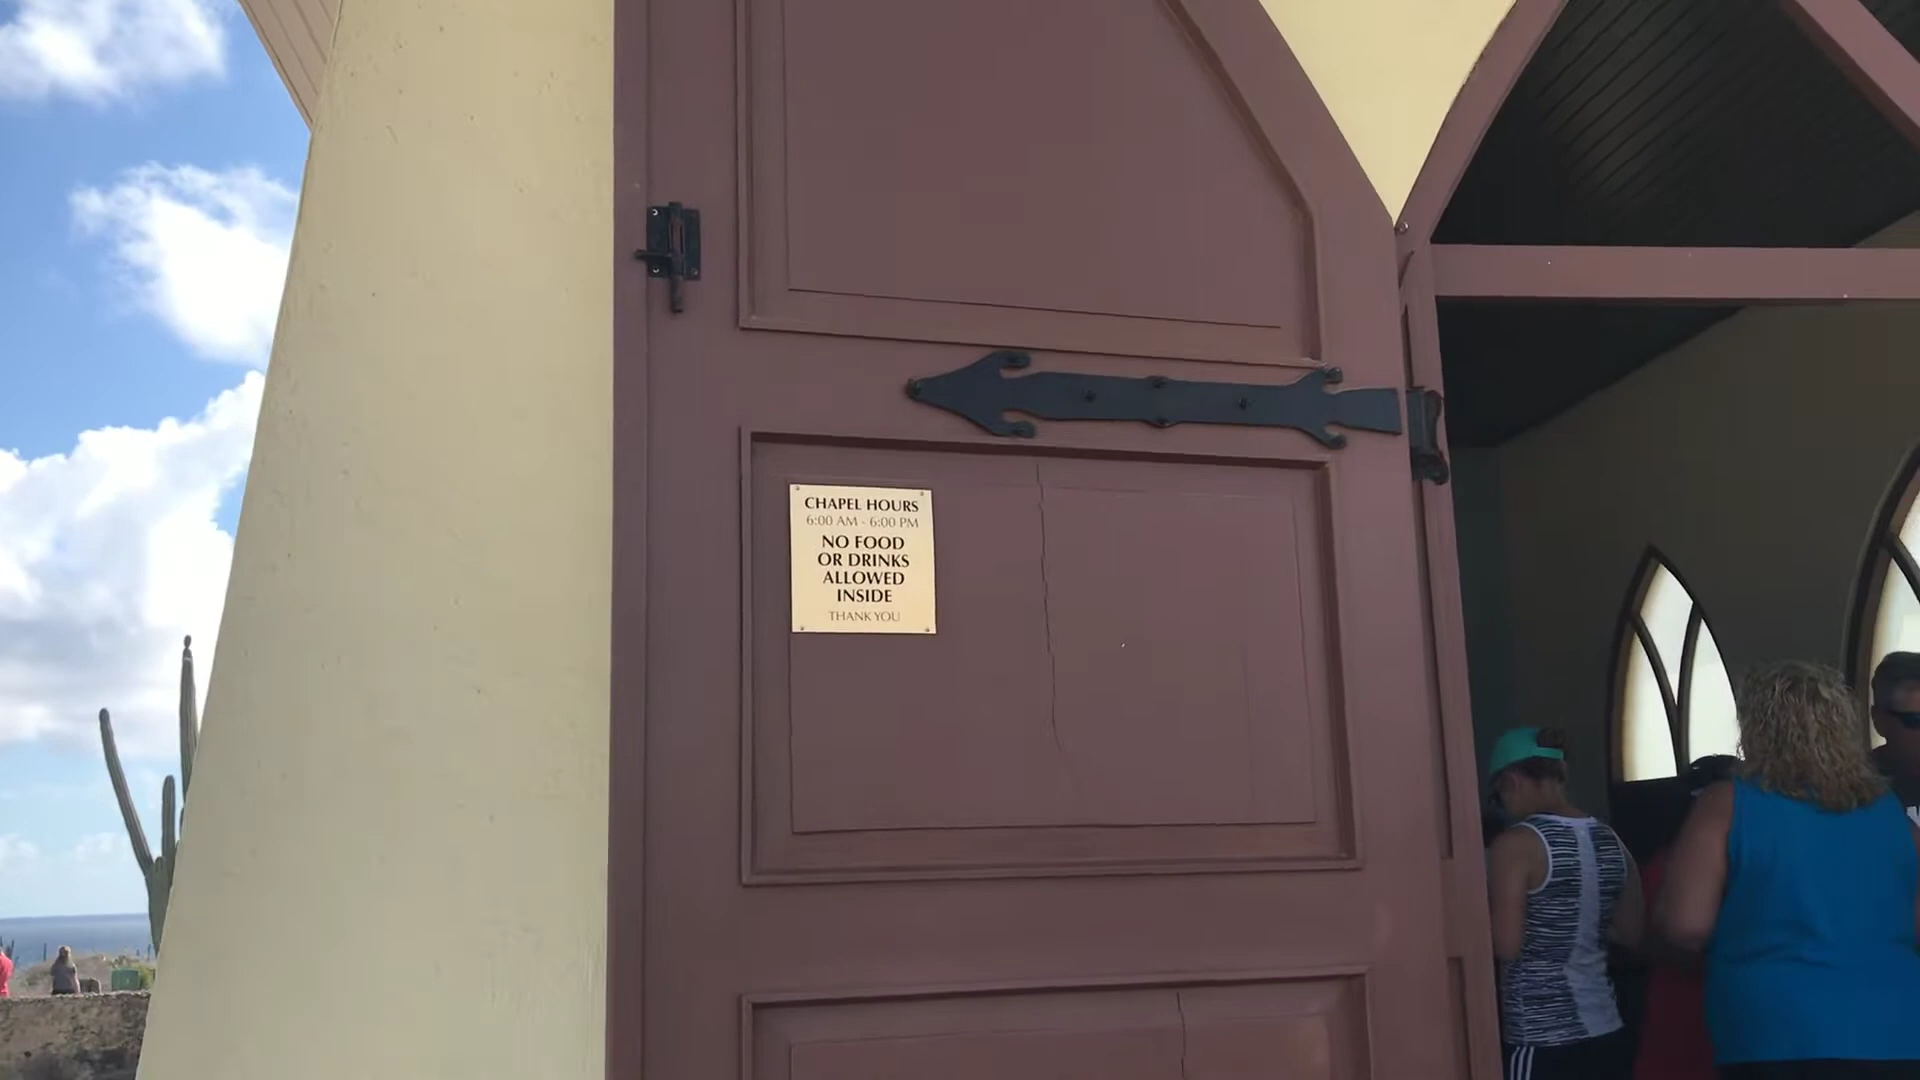 CHAPEL HOURS
6:00 AM - 6:00 PM
NO FOOD
OR DRINKS
ALLOWED
INSIDE
THANK YOU